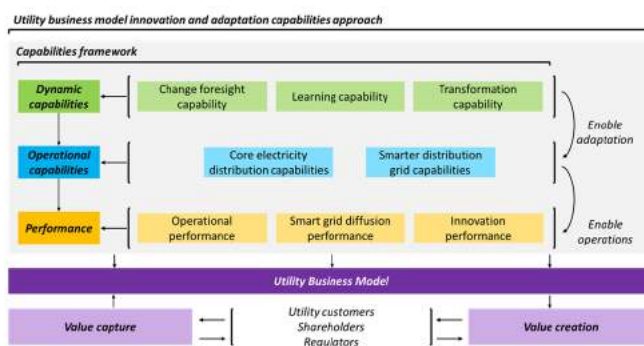 Utility business model innovation and adaptation capabilities approach
Capabilities framework
Dynamic
capabilities
Change foresight
capability
Learning capability
Transformation
capability
Enable
adaptation
Operational
capabilities
Core electricity
distribution capabilities
Smarter distribution
grid capabilities
Performance
Operational
performance
Smart grid diffusion
performance
Innovation
performance
Enable
operations
Utility Business Model
Value capture
Utility customers
Shareholders
Regulators
Value creation